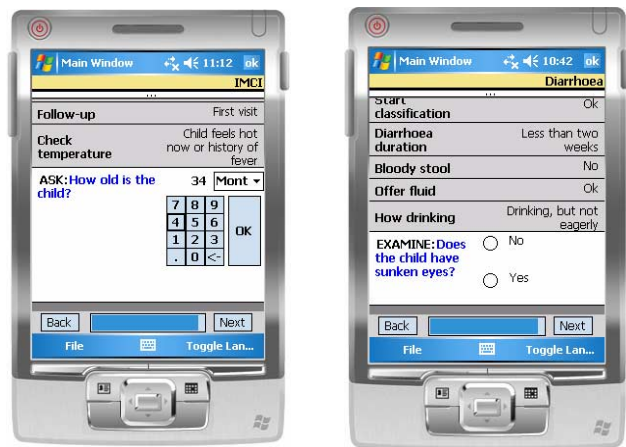 Main Window 11:12 ok
IMCI
Follow-up First visit
Check temperature Child feels hot now or history of fever
ASK:How old is the child? 34 Mont
7 8 9
4 5 6 OK
1 2 3
. 0 <-
Back Next
File Toggle Lan...
Main Window 10:42 ok
Diarrhoea
Start classification Ok
Diarrhoea duration Less than two weeks
Bloody stool No
Offer fluid Ok
How drinking Drinking, but not eagerly
EXAMINE:Does the child have sunken eyes? No
Yes
Back Next
File Toggle Lan...